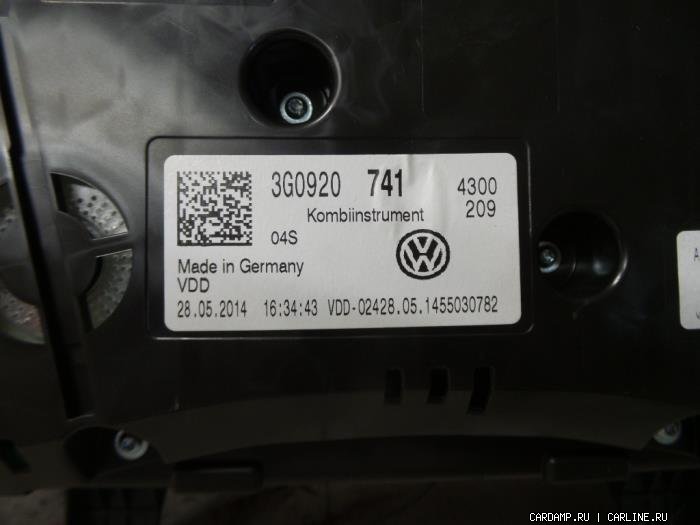 3G0920 741 4300
Kombiinstrument 209
04S
Made in Germany
VDD
28.05.2014 16:34:43 VDD-02428.05.1455030782
CARDAMP.RU | CARLINE.RU